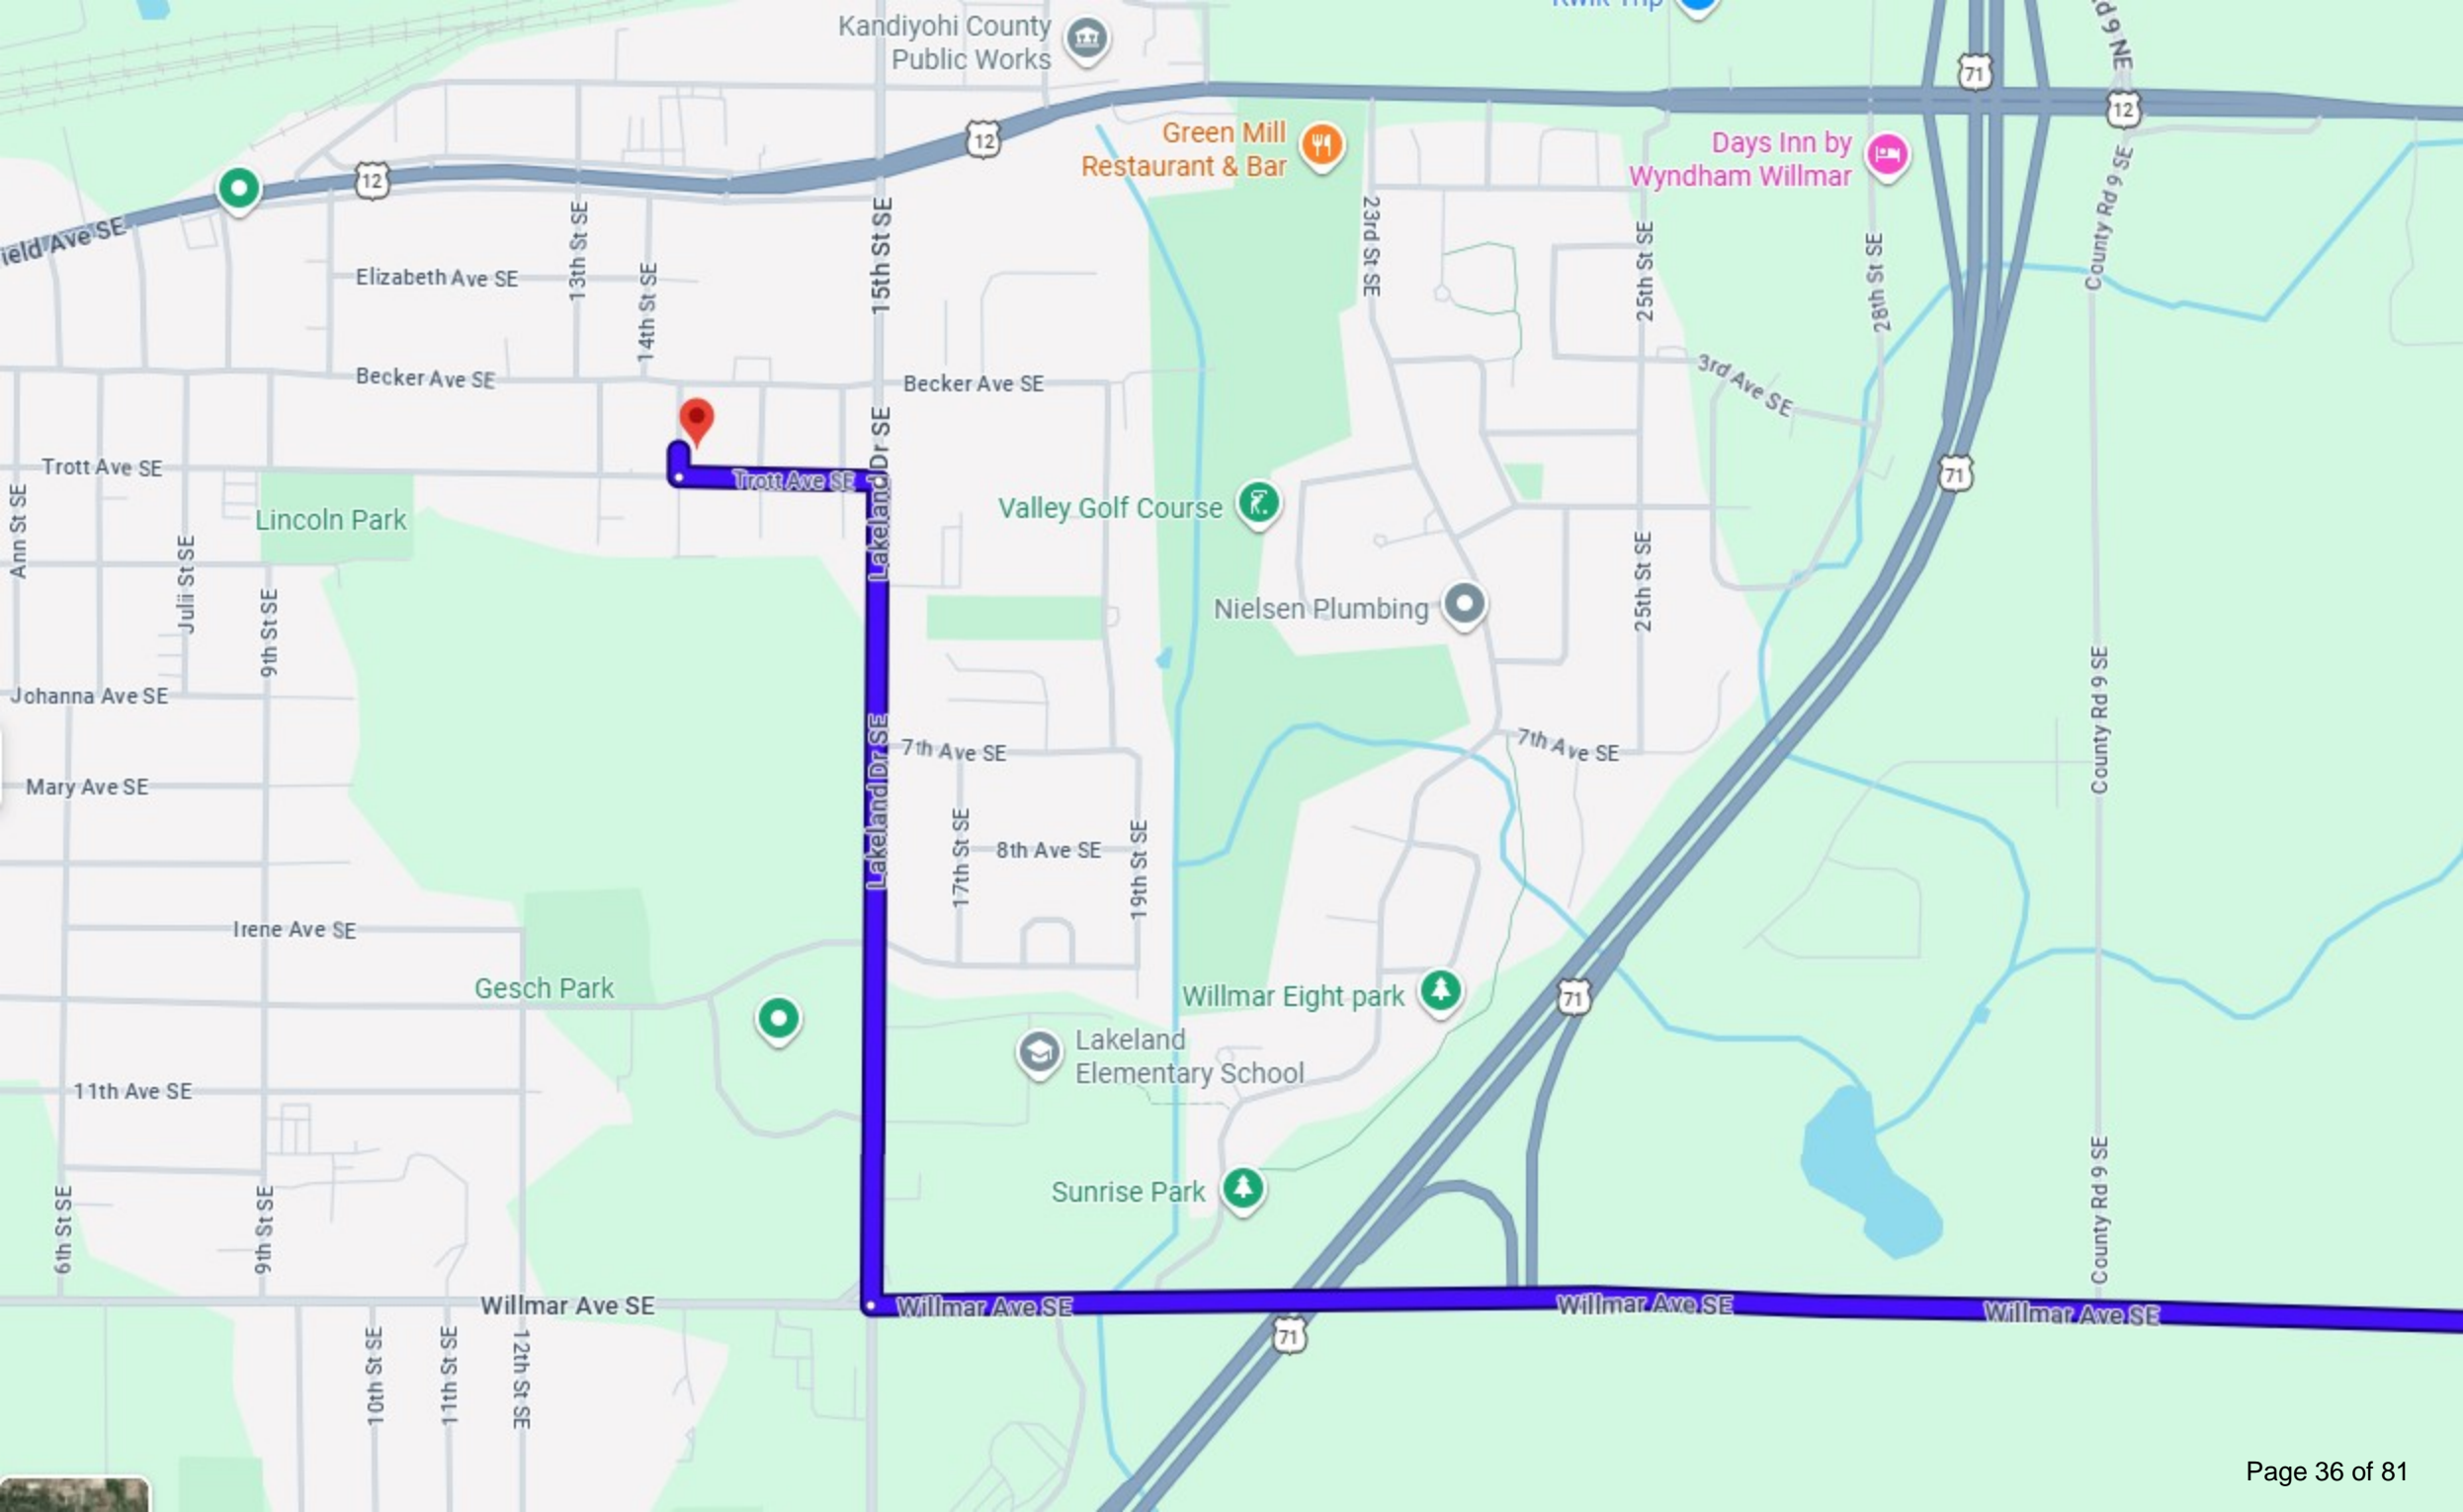 Kandiyohi County
Public Works
Kwik Trip
71
d 9 NE
12
12
Green Mill
Restaurant & Bar
Days Inn by
Wyndham Willmar
12
ield Ave SE
Elizabeth Ave SE
13th St SE
14th St SE
15th St SE
23rd St SE
25th St SE
28th St SE
County Rd 9 SE
Becker Ave SE
Becker Ave SE
3rd Ave SE
Trott Ave SE
Trott Ave SE
Lakeland Dr SE
71
Lincoln Park
Valley Golf Course
Ann St SE
Julii St SE
9th St SE
Nielsen Plumbing
25th St SE
Johanna Ave SE
7th Ave SE
7th Ave SE
County Rd 9 SE
Lakeland Dr SE
Mary Ave SE
17th St SE
8th Ave SE
19th St SE
Irene Ave SE
Gesch Park
Willmar Eight park
71
Lakeland
Elementary School
11th Ave SE
Sunrise Park
6th St SE
9th St SE
County Rd 9 SE
Willmar Ave SE
Willmar Ave SE
Willmar Ave SE
Willmar Ave SE
71
10th St SE
11th St SE
12th St SE
Page 36 of 81